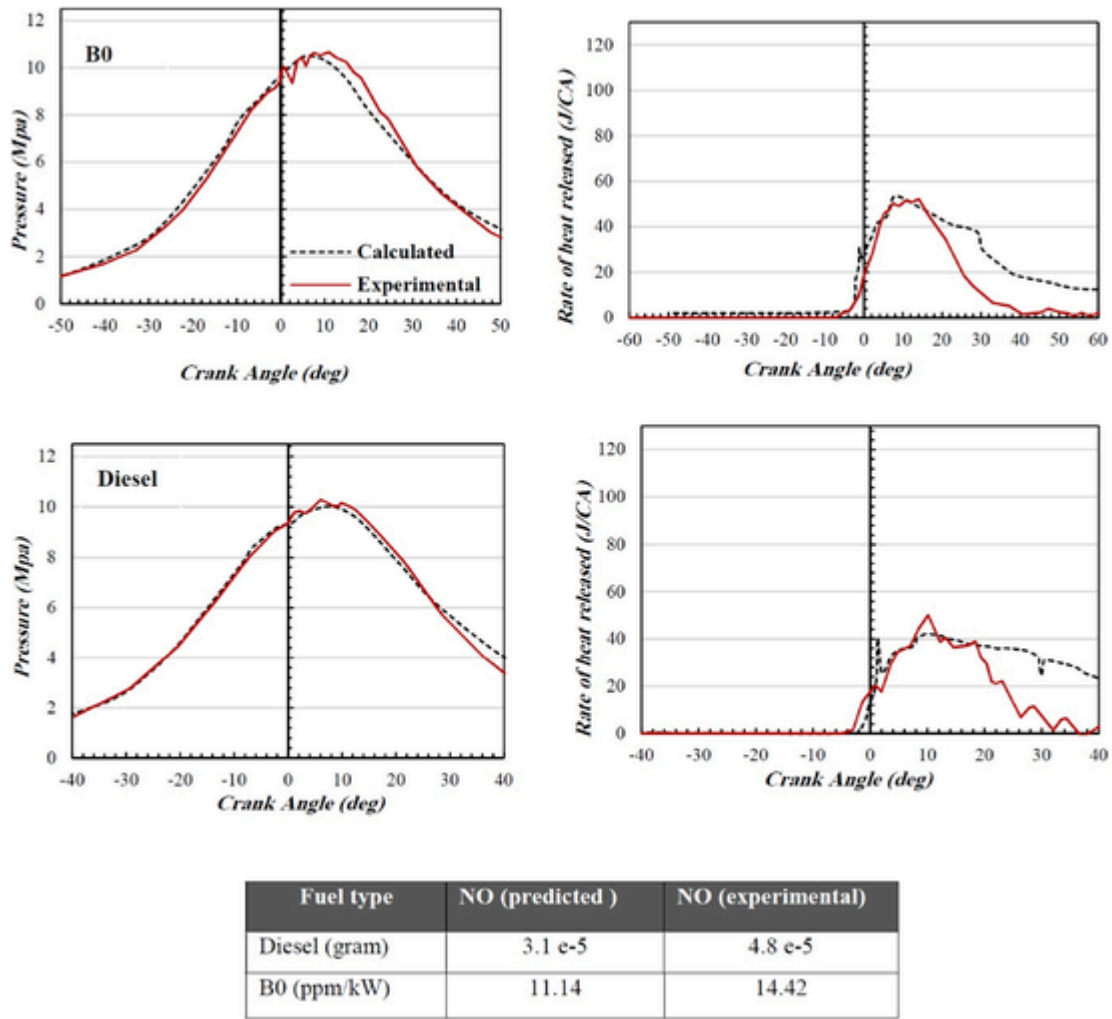 12
10
8
6
4
2
0
-50 -40 -30 -20 -10 0 10 20 30 40 50
Pressure (Mpa)
B0
Calculated
Experimental
Crank Angle (deg)
120
100
80
60
40
20
0
-60 -50 -40 -30 -20 -10 0 10 20 30 40 50 60
Rate of heat released (J/CA)
Crank Angle (deg)
12
10
8
6
4
2
0
-40 -30 -20 -10 0 10 20 30 40
Pressure (Mpa)
Diesel
Crank Angle (deg)
120
100
80
60
40
20
0
-40 -30 -20 -10 0 10 20 30 40
Rate of heat released (J/CA)
Crank Angle (deg)
Fuel type NO (predicted ) NO (experimental)
Diesel (gram) 3.1 e-5 4.8 e-5
B0 (ppm/kW) 11.14 14.42